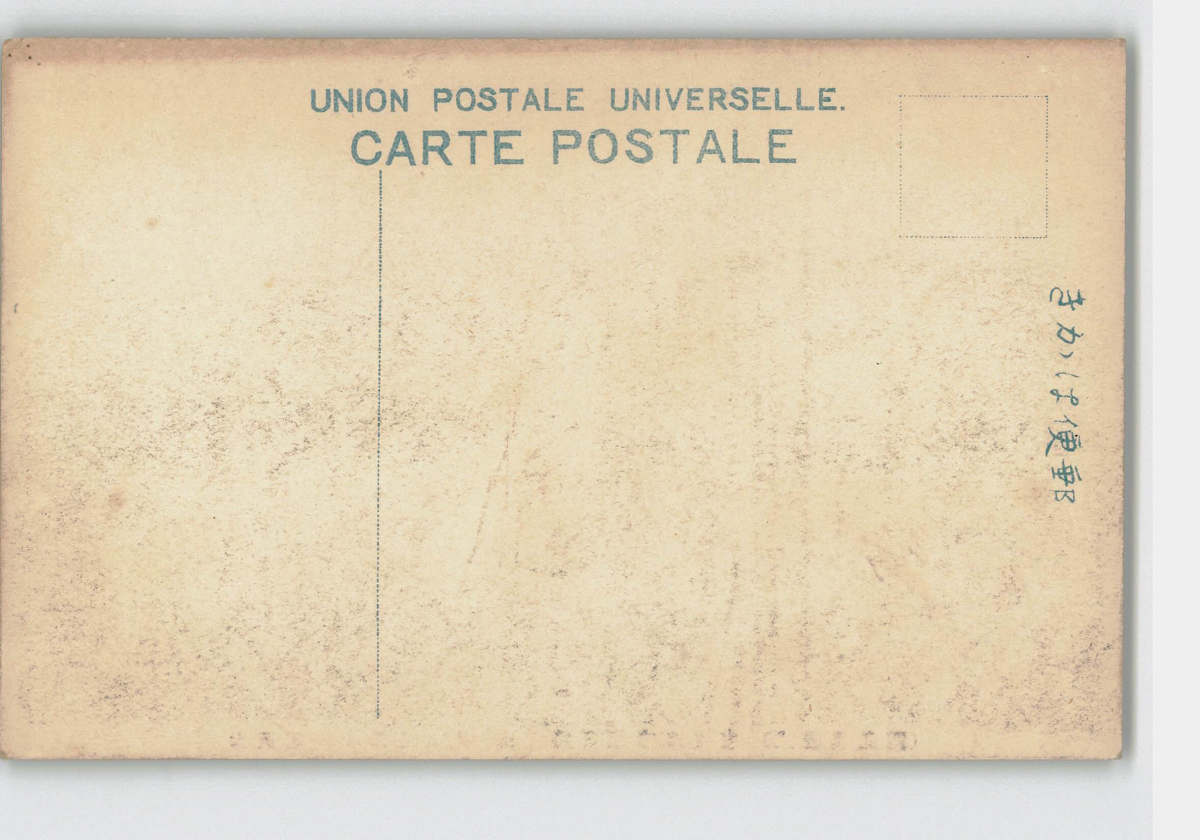 UNION POSTALE UNIVERSELLE.
CARTE POSTALE
きかは便郵